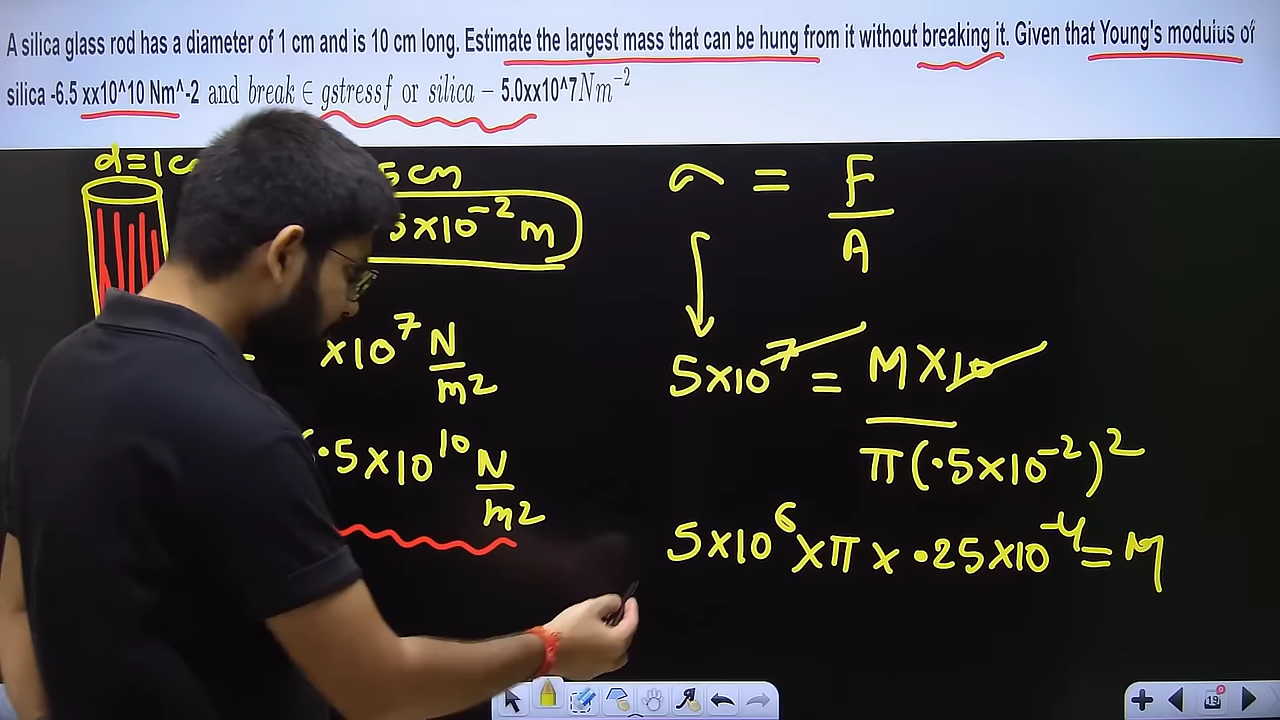 A silica glass rod has a diameter of 1 cm and is 10 cm long. Estimate the largest mass that can be hung from it without breaking it. Given that Young's modulus of
silica -6.5 xx10^10 Nm^-2 and break ∈ gstressf or silica − 5.0xx10^7Nm^{-2}
d=1c
5cm
5×10^{-2} m
×10^7 N/m2
.5×10^{10} N/m2
σ = F/A
5×10^7 = M×10 / π(.5×10^{-2})^2
5×10^6 ×π × .25×10^{-4} = M
19